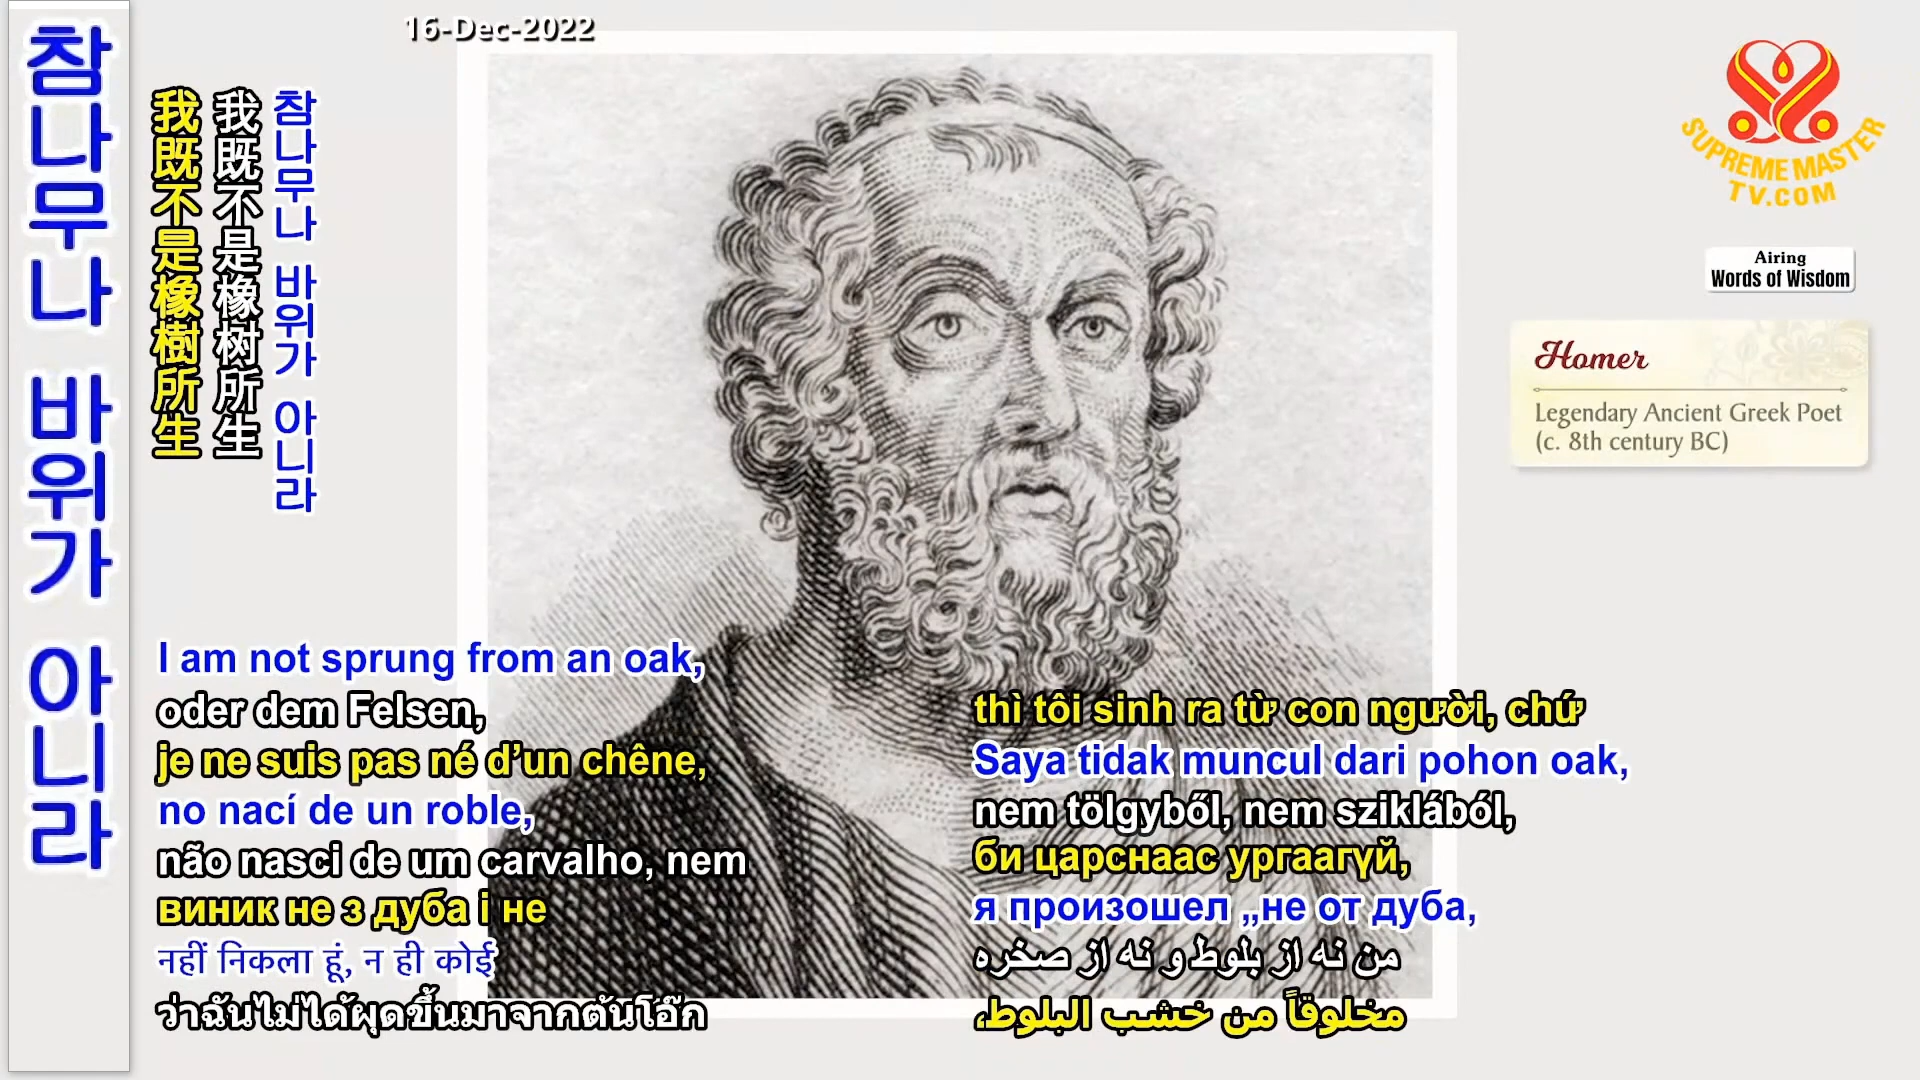 16-Dec-2022
참나무나 바위가 아니라
我既不是橡樹所生
我既不是橡树所生
참나무나 바위가 아니라
SUPREME MASTER
TV.COM
Airing
Words of Wisdom
Homer
Legendary Ancient Greek Poet
(c. 8th century BC)
I am not sprung from an oak,
oder dem Felsen,
je ne suis pas né d’un chêne,
no nací de un roble,
não nasci de um carvalho, nem
виник не з дуба і не
नहीं निकला हूं, न ही कोई
ว่าฉันไม่ได้ผุดขึ้นมาจากต้นโอ๊ก
thì tôi sinh ra từ con người, chứ
Saya tidak muncul dari pohon oak,
nem tölgyből, nem sziklából,
би царснаас ургаагүй,
я произошел „не от дуба,
من نه از بلوط و نه از صخره
مخلوقاً من خشب البلوط،